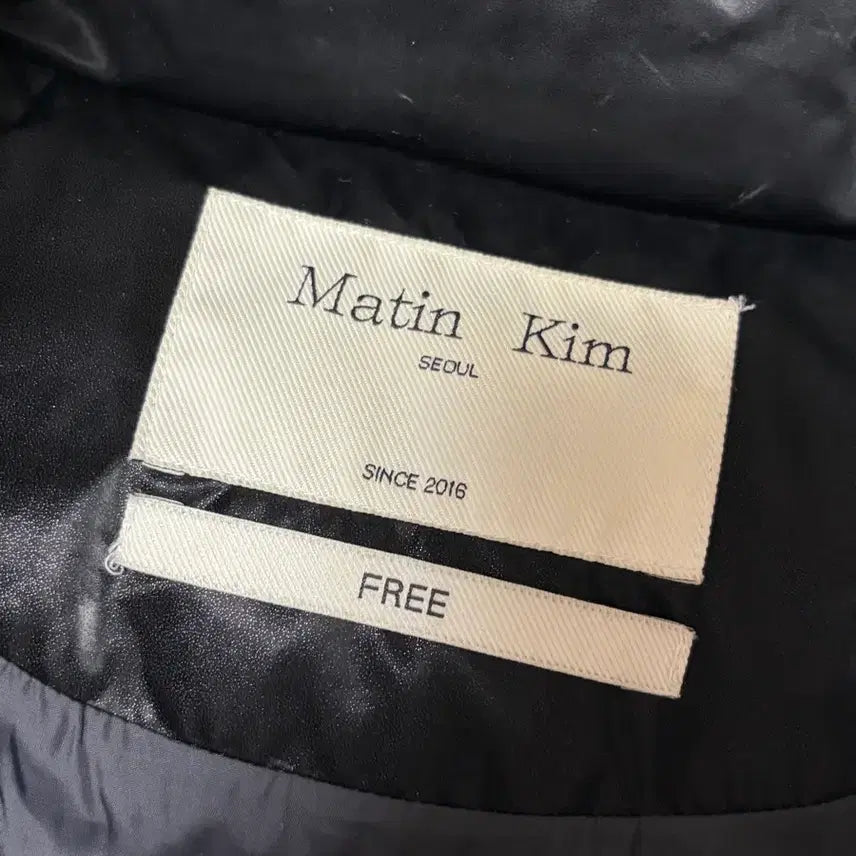 Matin Kim
SEOUL
SINCE 2016
FREE